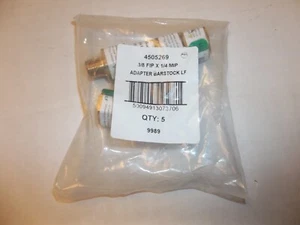 4505269
3/8 FIP X 1/4 MIP
ADAPTER BARSTOCK LF
QTY: 5
9989